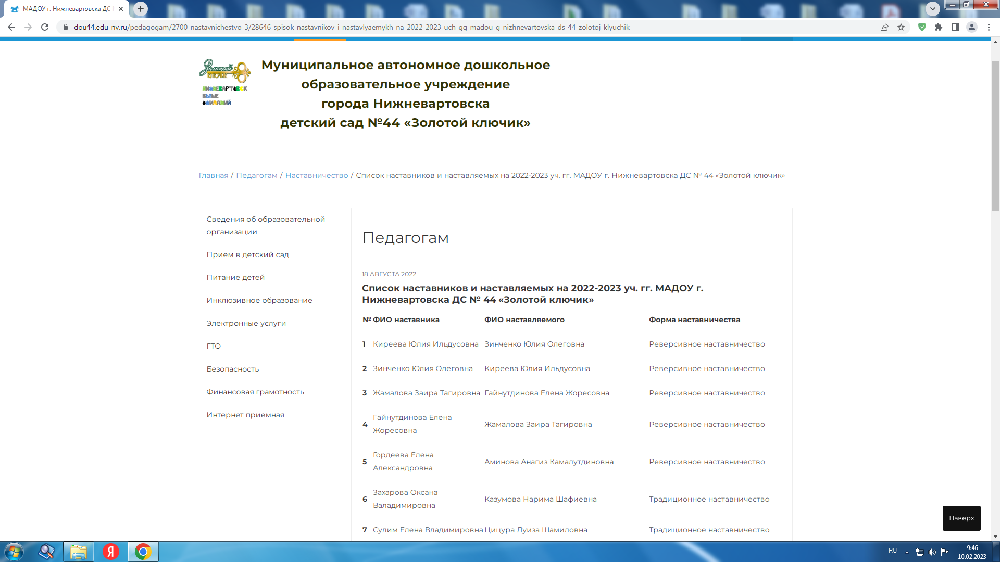 МАДОУ г. Нижневартовска ДС
dou44.edu-nv.ru/pedagogam/2700-nastavnichestvo-3/28646-spisok-nastavnikov-i-nastavlyaemykh-na-2022-2023-uch-gg-madou-g-nizhnevartovska-ds-44-zolotoj-klyuchik
Золотой
КЛЮЧИК
НИЖНЕВАРТОВСК
ВЫШЕ
ОЖИДАНИЙ
Муниципальное автономное дошкольное
образовательное учреждение
города Нижневартовска
детский сад №44 «Золотой ключик»
Главная / Педагогам / Наставничество / Список наставников и наставляемых на 2022-2023 уч. гг. МАДОУ г. Нижневартовска ДС № 44 «Золотой ключик»
Сведения об образовательной
организации
Прием в детский сад
Питание детей
Инклюзивное образование
Электронные услуги
ГТО
Безопасность
Финансовая грамотность
Интернет приемная
Педагогам
18 АВГУСТА 2022
Список наставников и наставляемых на 2022-2023 уч. гг. МАДОУ г.
Нижневартовска ДС № 44 «Золотой ключик»
№ ФИО наставника ФИО наставляемого Форма наставничества
1 Киреева Юлия Ильдусовна Зинченко Юлия Олеговна Реверсивное наставничество
2 Зинченко Юлия Олеговна Киреева Юлия Ильдусовна Реверсивное наставничество
3 Жамалова Заира Тагировна Гайнутдинова Елена Жоресовна Реверсивное наставничество
Гайнутдинова Елена
4 Жоресовна Жамалова Заира Тагировна Реверсивное наставничество
Гордеева Елена
5 Александровна Аминова Анагиз Камалутдиновна Реверсивное наставничество
Захарова Оксана
6 Валадимировна Казумова Нарима Шафиевна Традиционное наставничество
7 Сулим Елена Владимировна Цицура Луиза Шамиловна Традиционное наставничество
Наверх
RU
9:46
10.02.2023